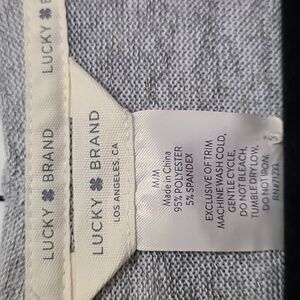 LUCKY BRAND
LUCKY B
LUCKY BRAND
LOS ANGELES, CA
M/M
Made in China
95% POLYESTER
5% SPANDEX
EXCLUSIVE OF TRIM
MACHINE WASH COLD,
GENTLE CYCLE,
DO NOT BLEACH,
TUMBLE DRY LOW,
DO NOT IRON.